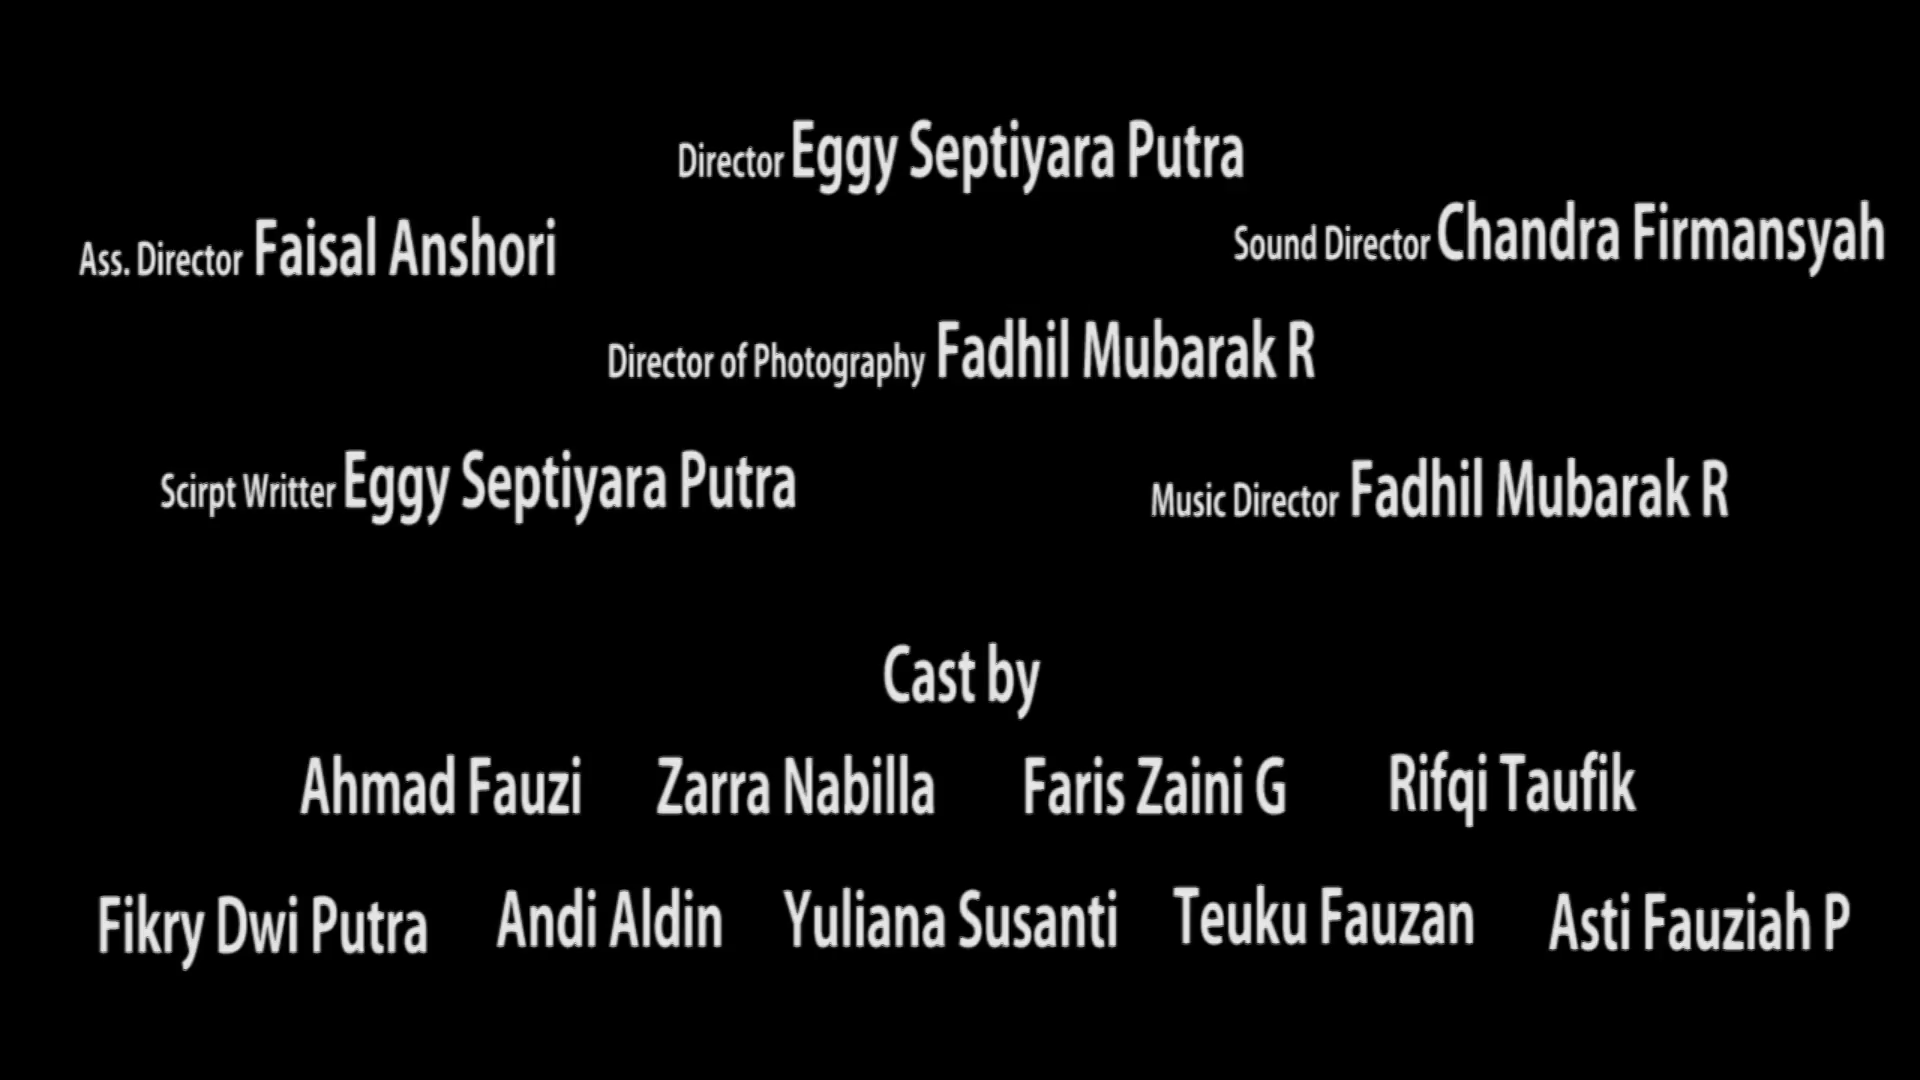 Director Eggy Septiyara Putra
Ass. Director Faisal Anshori
Sound Director Chandra Firmansyah
Director of Photography Fadhil Mubarak R
Scirpt Writter Eggy Septiyara Putra
Music Director Fadhil Mubarak R
Cast by
Ahmad Fauzi Zarra Nabilla Faris Zaini G Rifqi Taufik
Fikry Dwi Putra Andi Aldin Yuliana Susanti Teuku Fauzan Asti Fauziah P